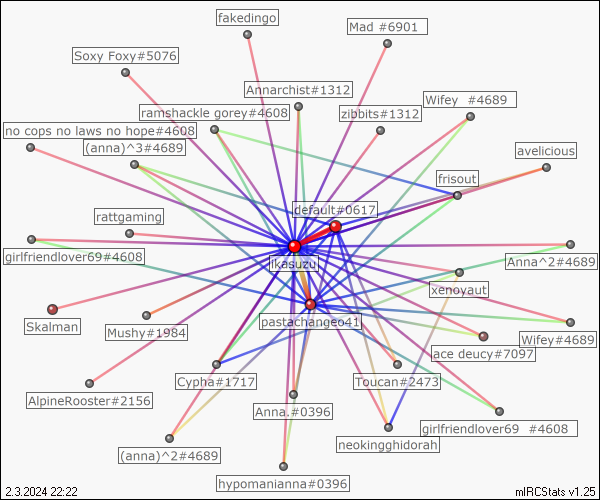 fakedingo
Mad #6901
Soxy Foxy#5076
Annarchist#1312
Wifey #4689
ramshackle gorey#4608
zibbits#1312
no cops no laws no hope#4608
(anna)^3#4689
avelicious
frisout
default#0617
rattgaming
girlfriendlover69#4608
Anna^2#4689
ikasuzu
xenoyaut
pastachangeo41
Skalman
Mushy#1984
Wifey#4689
ace deucy#7097
Cypha#1717
Toucan#2473
AlpineRooster#2156
Anna.#0396
girlfriendlover69 #4608
neokingghidorah
(anna)^2#4689
hypomanianna#0396
2.3.2024 22:22
mIRCStats v1.25